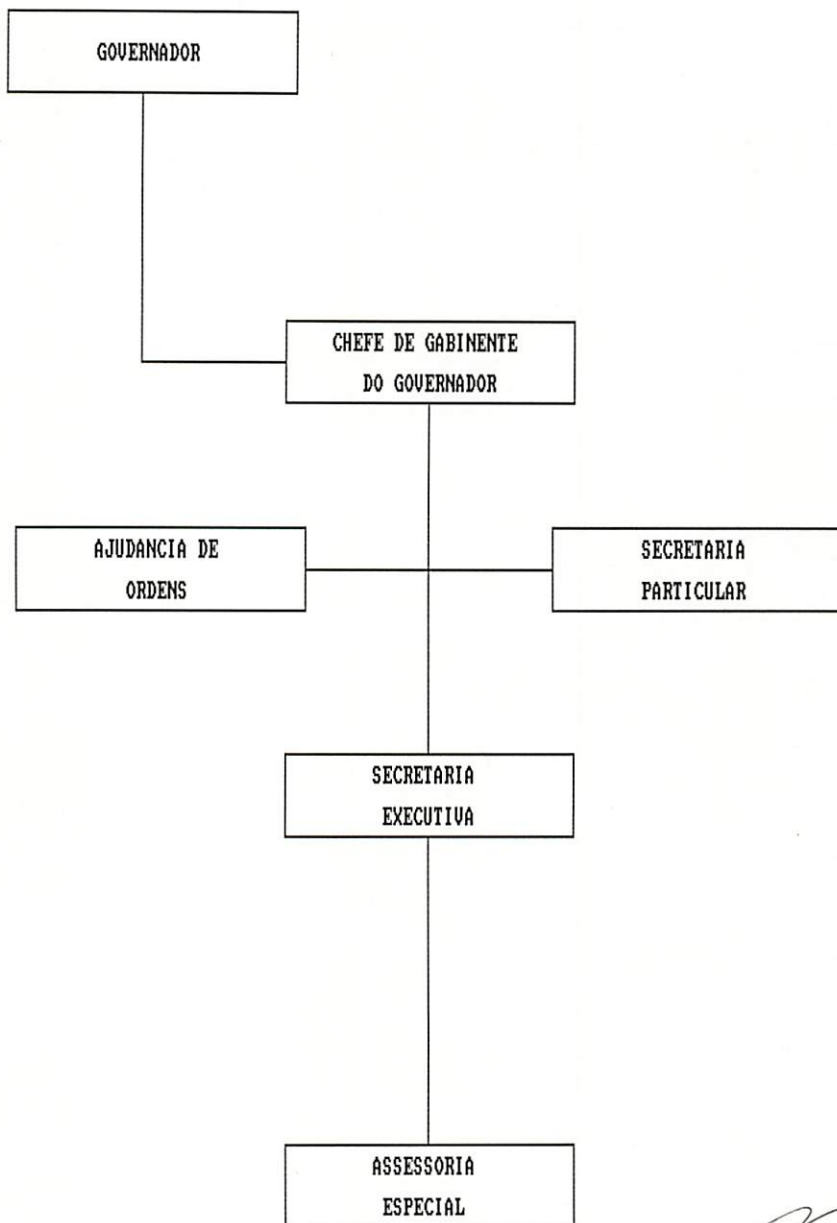 GOVERNADOR
CHEFE DE GABINENTE
DO GOVERNADOR
AJUDANCIA DE
ORDENS
SECRETARIA
PARTICULAR
SECRETARIA
EXECUTIVA
ASSESSORIA
ESPECIAL